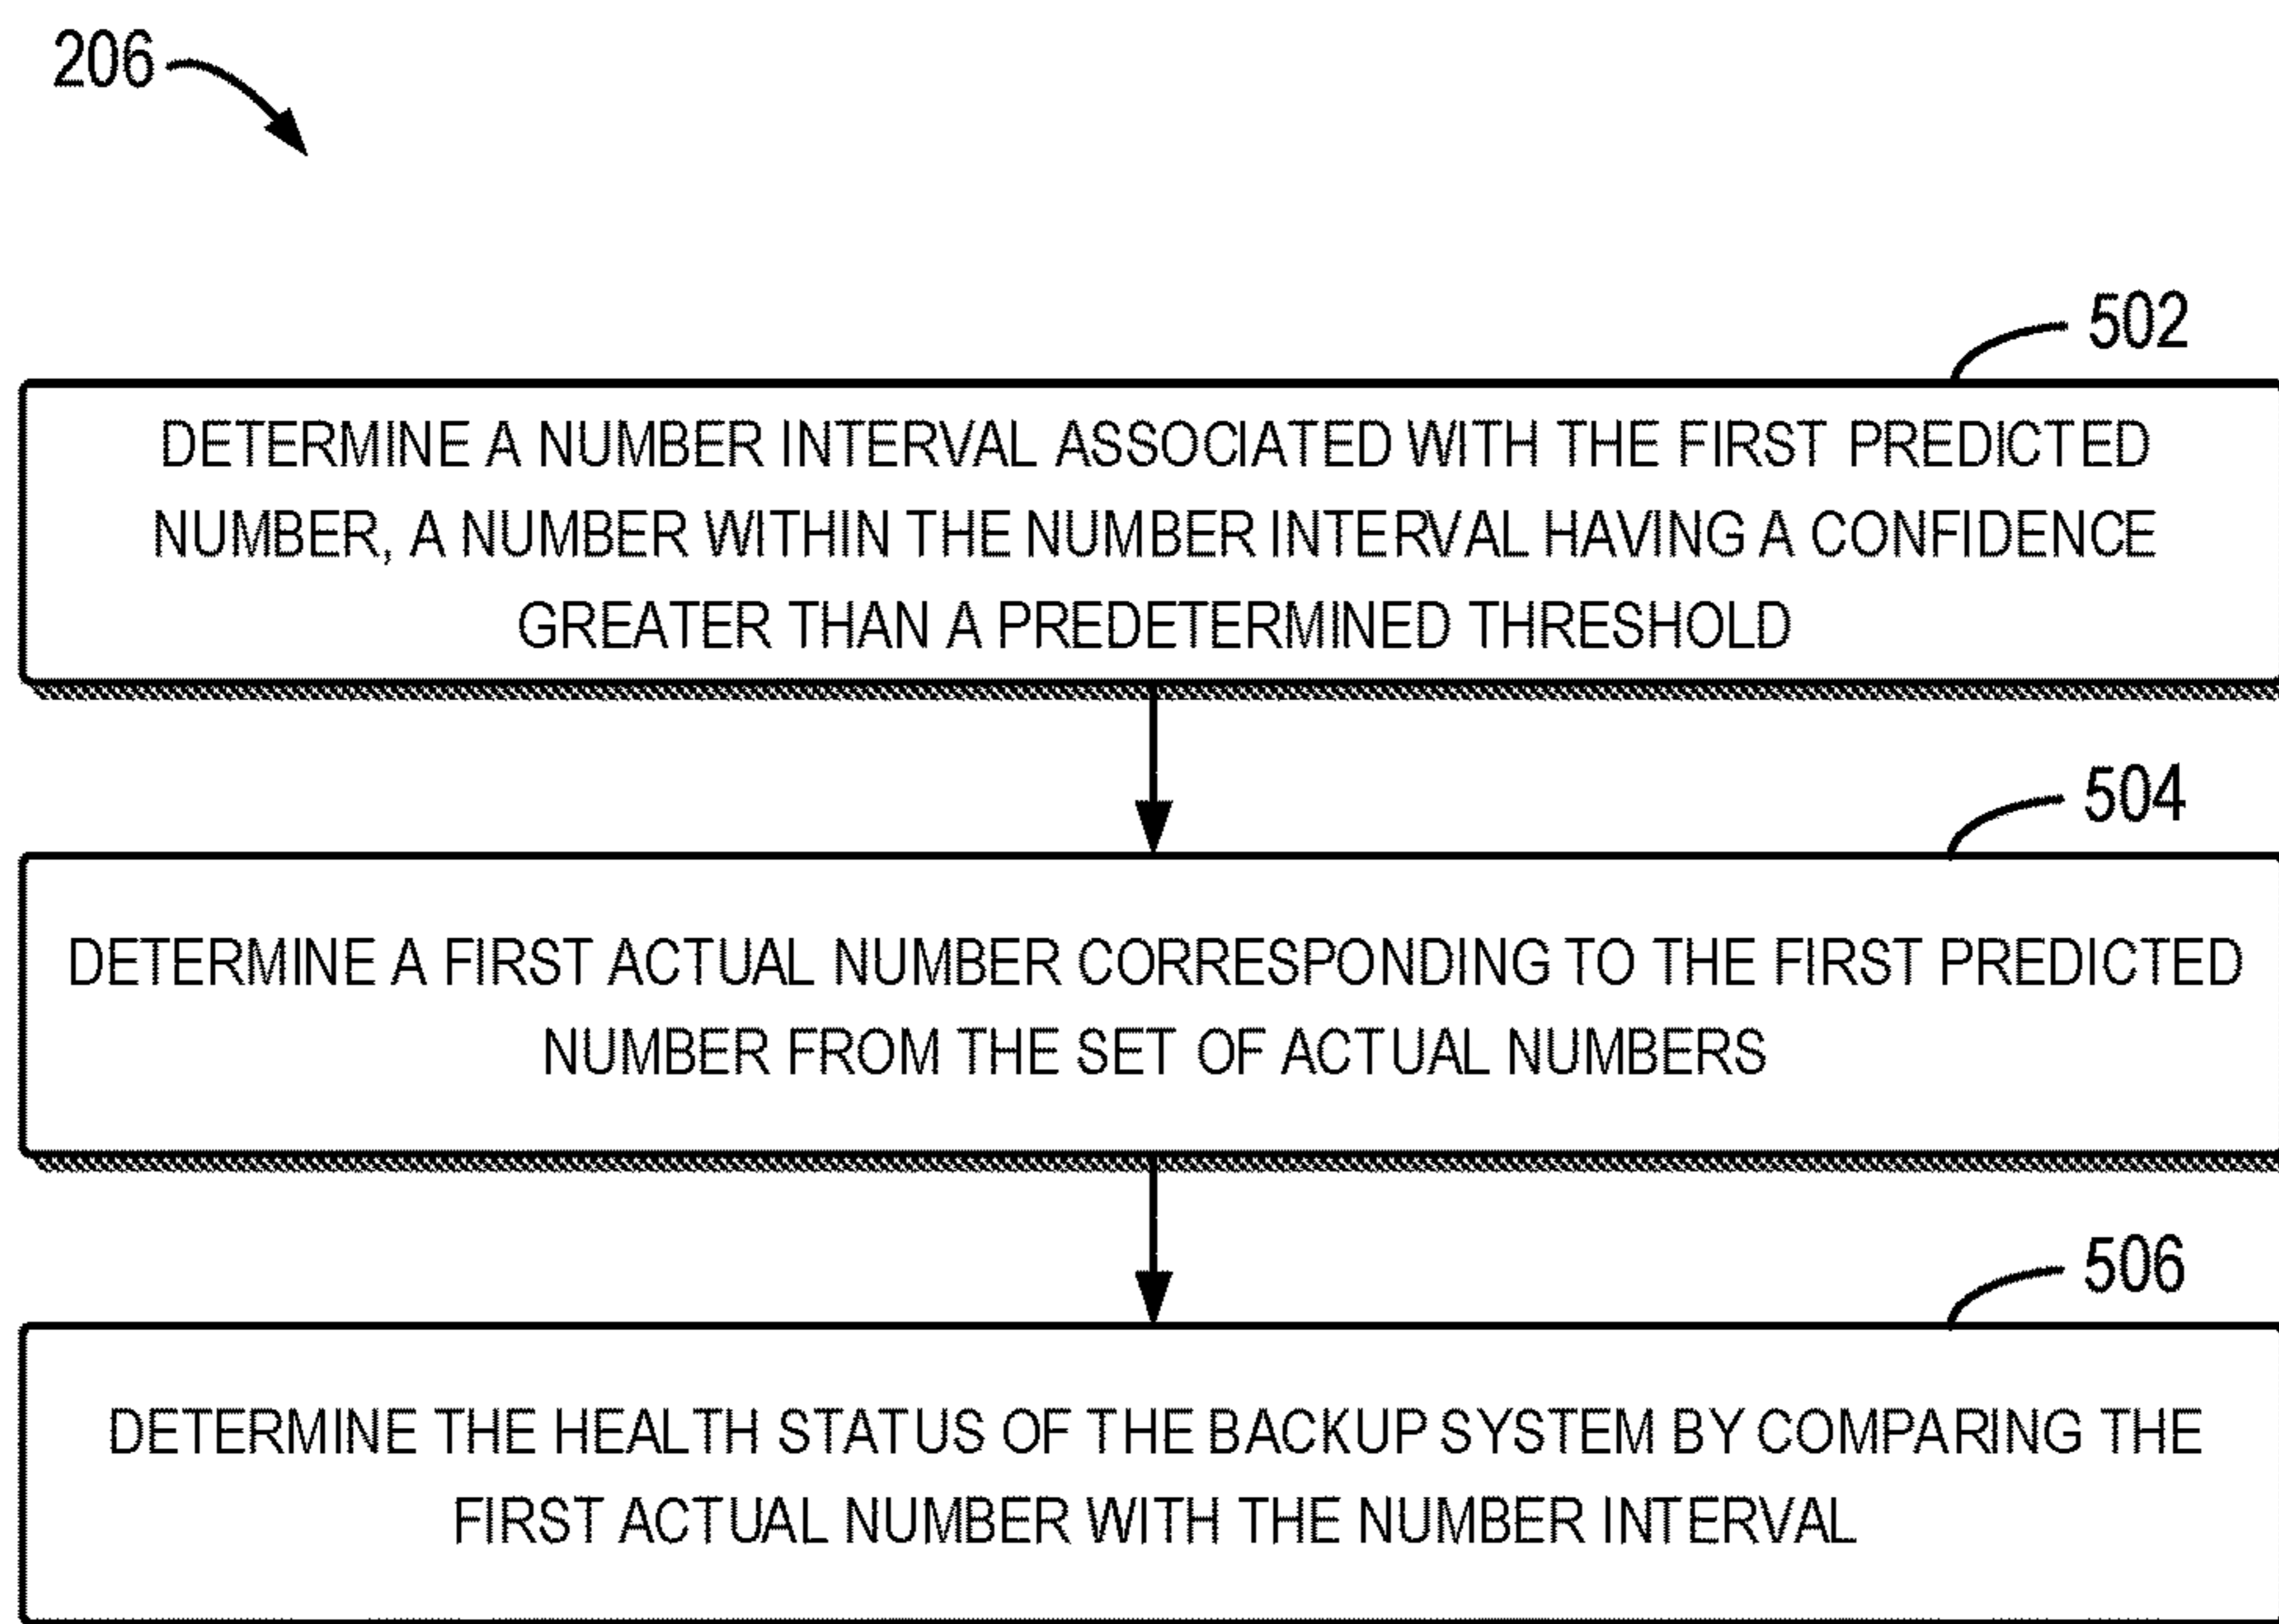 206
502
DETERMINE A NUMBER INTERVAL ASSOCIATED WITH THE FIRST PREDICTED
NUMBER, A NUMBER WITHIN THE NUMBER INTERVAL HAVING A CONFIDENCE
GREATER THAN A PREDETERMINED THRESHOLD
504
DETERMINE A FIRST ACTUAL NUMBER CORRESPONDING TO THE FIRST PREDICTED
NUMBER FROM THE SET OF ACTUAL NUMBERS
506
DETERMINE THE HEALTH STATUS OF THE BACKUP SYSTEM BY COMPARING THE
FIRST ACTUAL NUMBER WITH THE NUMBER INTERVAL